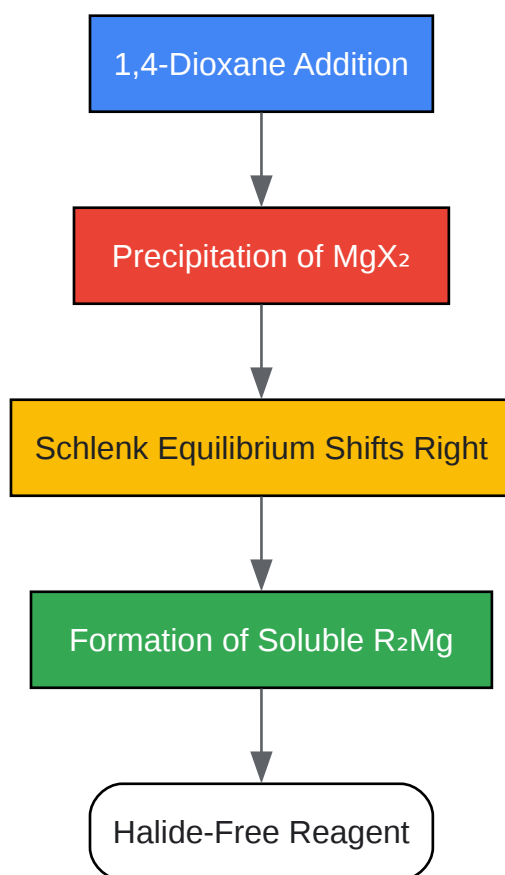 1,4-Dioxane Addition
Precipitation of MgX₂
Schlenk Equilibrium Shifts Right
Formation of Soluble R₂Mg
Halide-Free Reagent